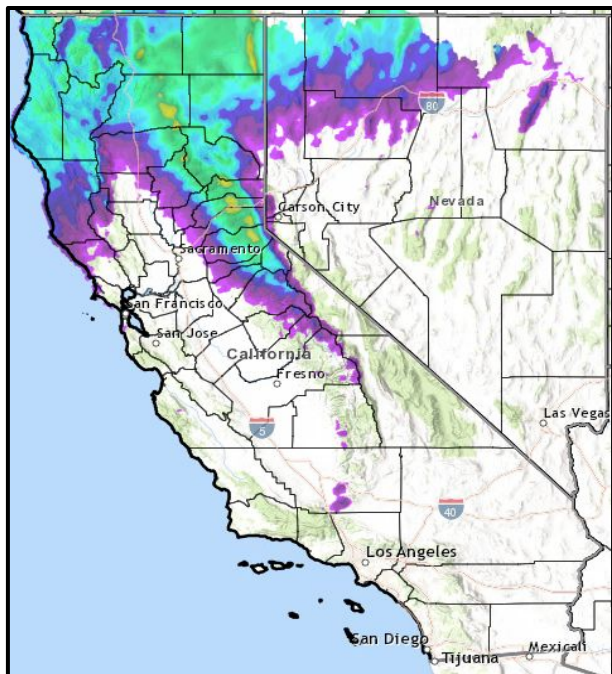 80
Nevada
Carson City
Sacramento
San Francisco
San Jose
California
Fresno
Las Vegas
5
40
Los Angeles
San Diego
Tijuana
Mexicali